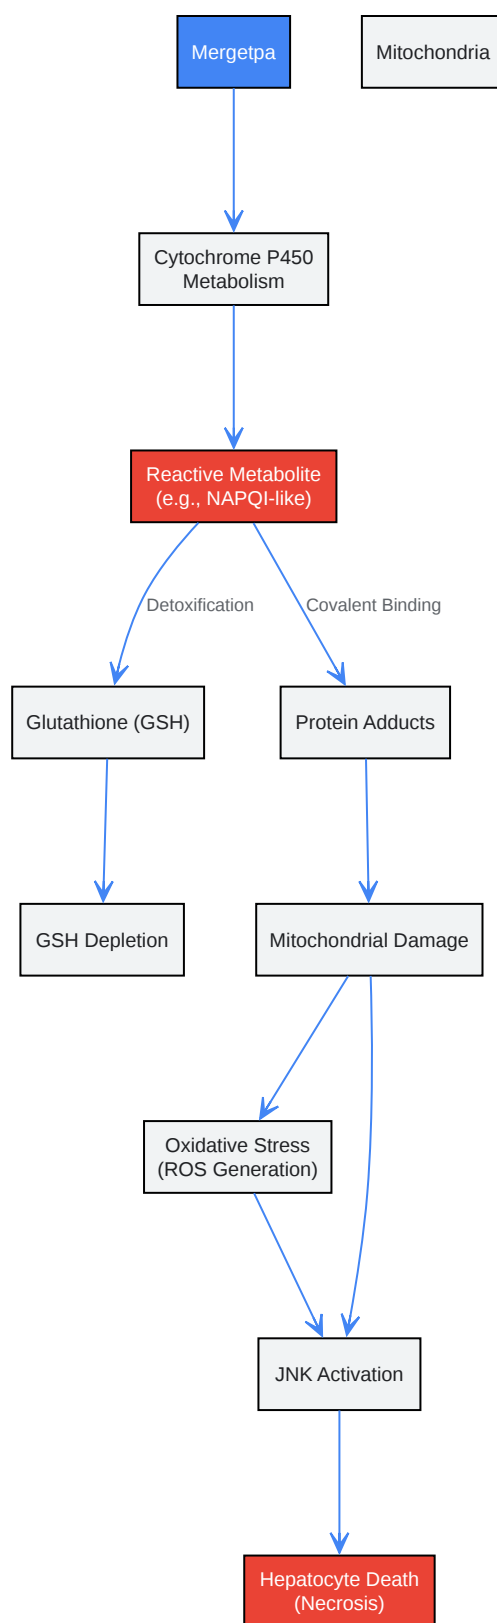 Mergetpa
Mitochondria
Cytochrome P450
Metabolism
Reactive Metabolite
(e.g., NAPQI-like)
Detoxification
Covalent Binding
Glutathione (GSH)
Protein Adducts
GSH Depletion
Mitochondrial Damage
Oxidative Stress
(ROS Generation)
JNK Activation
Hepatocyte Death
(Necrosis)